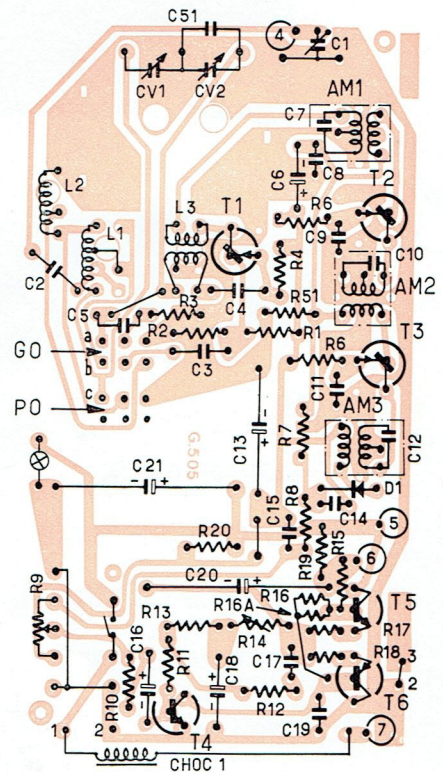 C51
4
C1
CV1
CV2
AM1
C7
C8
C6
L2
L3
T1
T2
R6
L1
C9
C10
R4
C2
AM2
R3
C4
R51
C5
a
R2
R1
T3
GO
b
C3
R6
C11
c
PO
AM3
C13
R7
C12
G.505
C21
R8
D1
C15
C14
5
R20
R19
R15
6
C20
R9
R16
T5
R16A
R13
R14
R17
C16
R11
R18
3
C17
R10
C18
2
R12
T6
1
2
T4
C19
7
CHOC 1